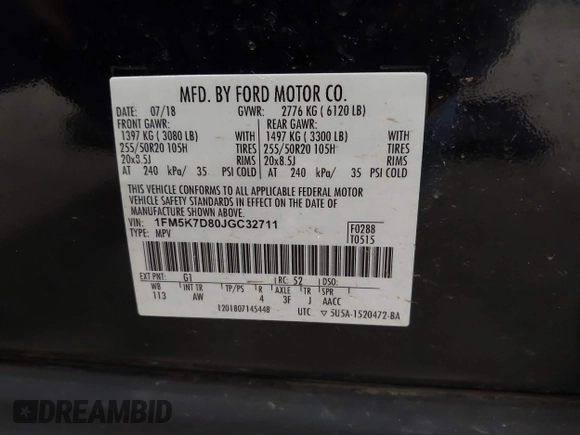 MFD. BY FORD MOTOR CO.
DATE: 07/18 GVWR: 2776 KG ( 6120 LB)
FRONT GAWR: REAR GAWR:
1397 KG ( 3080 LB) WITH 1497 KG ( 3300 LB) WITH
255/50R20 105H TIRES 255/50R20 105H TIRES
20x8.5J RIMS 20x8.5J RIMS
AT 240 kPa/ 35 PSI COLD AT 240 kPa/ 35 PSI COLD
THIS VEHICLE CONFORMS TO ALL APPLICABLE FEDERAL MOTOR
VEHICLE SAFETY STANDARDS IN EFFECT ON THE DATE OF
MANUFACTURE SHOWN ABOVE.
VIN: 1FM5K7D80JGC32711 F0288
TYPE: MPV T0515
EXT PNT: G1 RC: 52 DSO:
WB INT TR TP/PS R AXLE TR SPR
113 AW 4 3F J AACC
1201807145448 UTC ▽ 5U5A-1520472-BA
DREAMBID